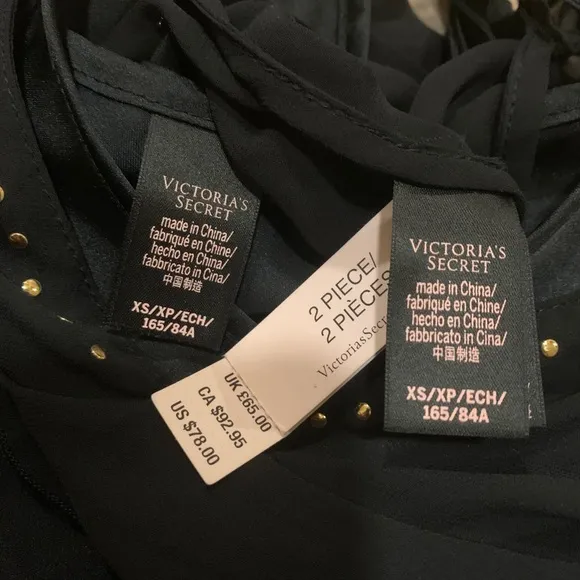 VICTORIA'S
SECRET
made in China/
fabriqué en Chine/
hecho en China/
fabbricato in Cina/
中国制造
XS/XP/ECH/
165/84A
2 PIECE/
2 PIÈCES
VictoriasSecret
UK £65.00
CA $92.95
US $78.00
VICTORIA'S
SECRET
made in China/
fabriqué en Chine/
hecho en China/
fabbricato in Cina/
中国制造
XS/XP/ECH/
165/84A